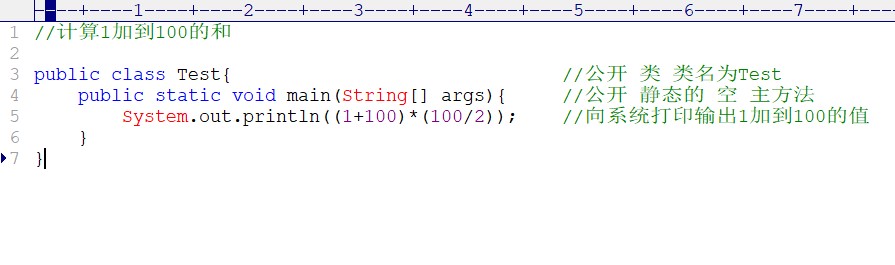 ----+----1----+----2----+----3----+----4----+----5----+----6----+----7----+--
1 //计算1加到100的和
2
3 public class Test{ //公开 类 类名为Test
4 public static void main(String[] args){ //公开 静态的 空 主方法
5 System.out.println((1+100)*(100/2)); //向系统打印输出1加到100的值
6 }
7 }